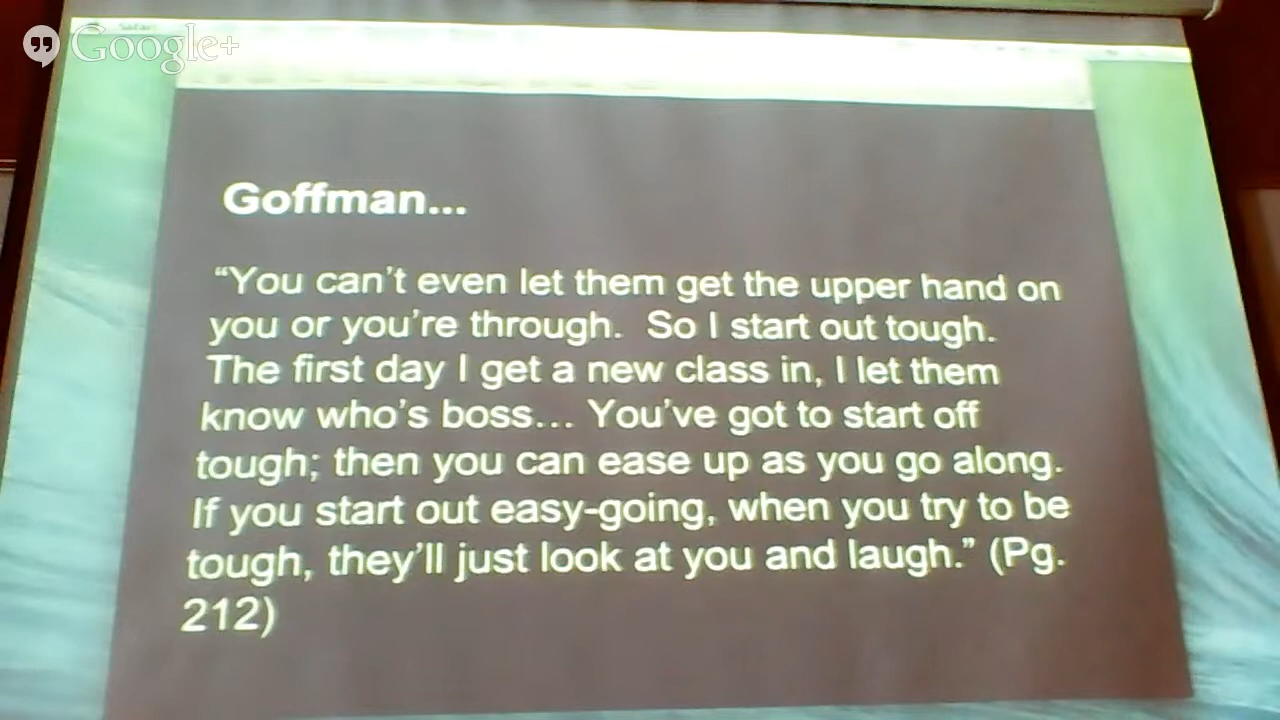 Google+
Safari
Goffman...
“You can’t even let them get the upper hand on
you or you’re through. So I start out tough.
The first day I get a new class in, I let them
know who’s boss... You’ve got to start off
tough; then you can ease up as you go along.
If you start out easy-going, when you try to be
tough, they’ll just look at you and laugh.” (Pg.
212)